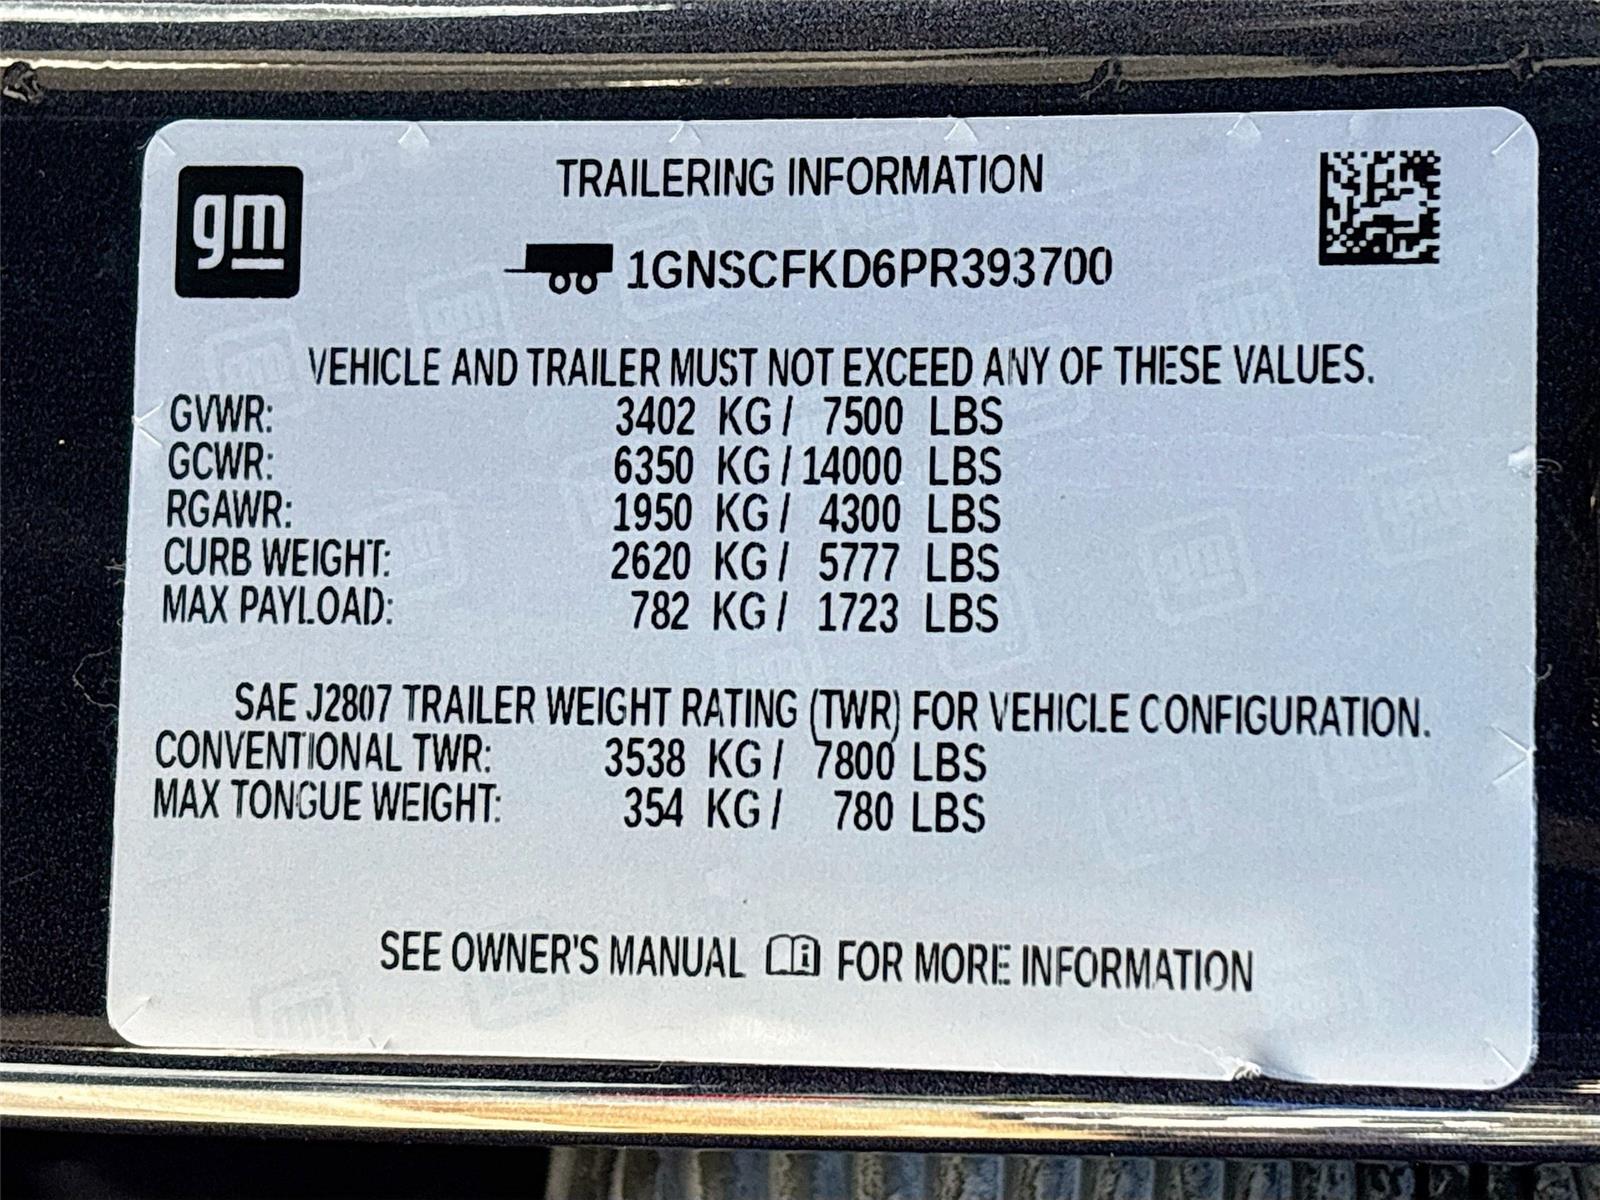 gm
TRAILERING INFORMATION
1GNSCFKD6PR393700
VEHICLE AND TRAILER MUST NOT EXCEED ANY OF THESE VALUES.
GVWR: 3402 KG / 7500 LBS
GCWR: 6350 KG / 14000 LBS
RGAWR: 1950 KG / 4300 LBS
CURB WEIGHT: 2620 KG / 5777 LBS
MAX PAYLOAD: 782 KG / 1723 LBS
SAE J2807 TRAILER WEIGHT RATING (TWR) FOR VEHICLE CONFIGURATION.
CONVENTIONAL TWR: 3538 KG / 7800 LBS
MAX TONGUE WEIGHT: 354 KG / 780 LBS
SEE OWNER'S MANUAL i FOR MORE INFORMATION